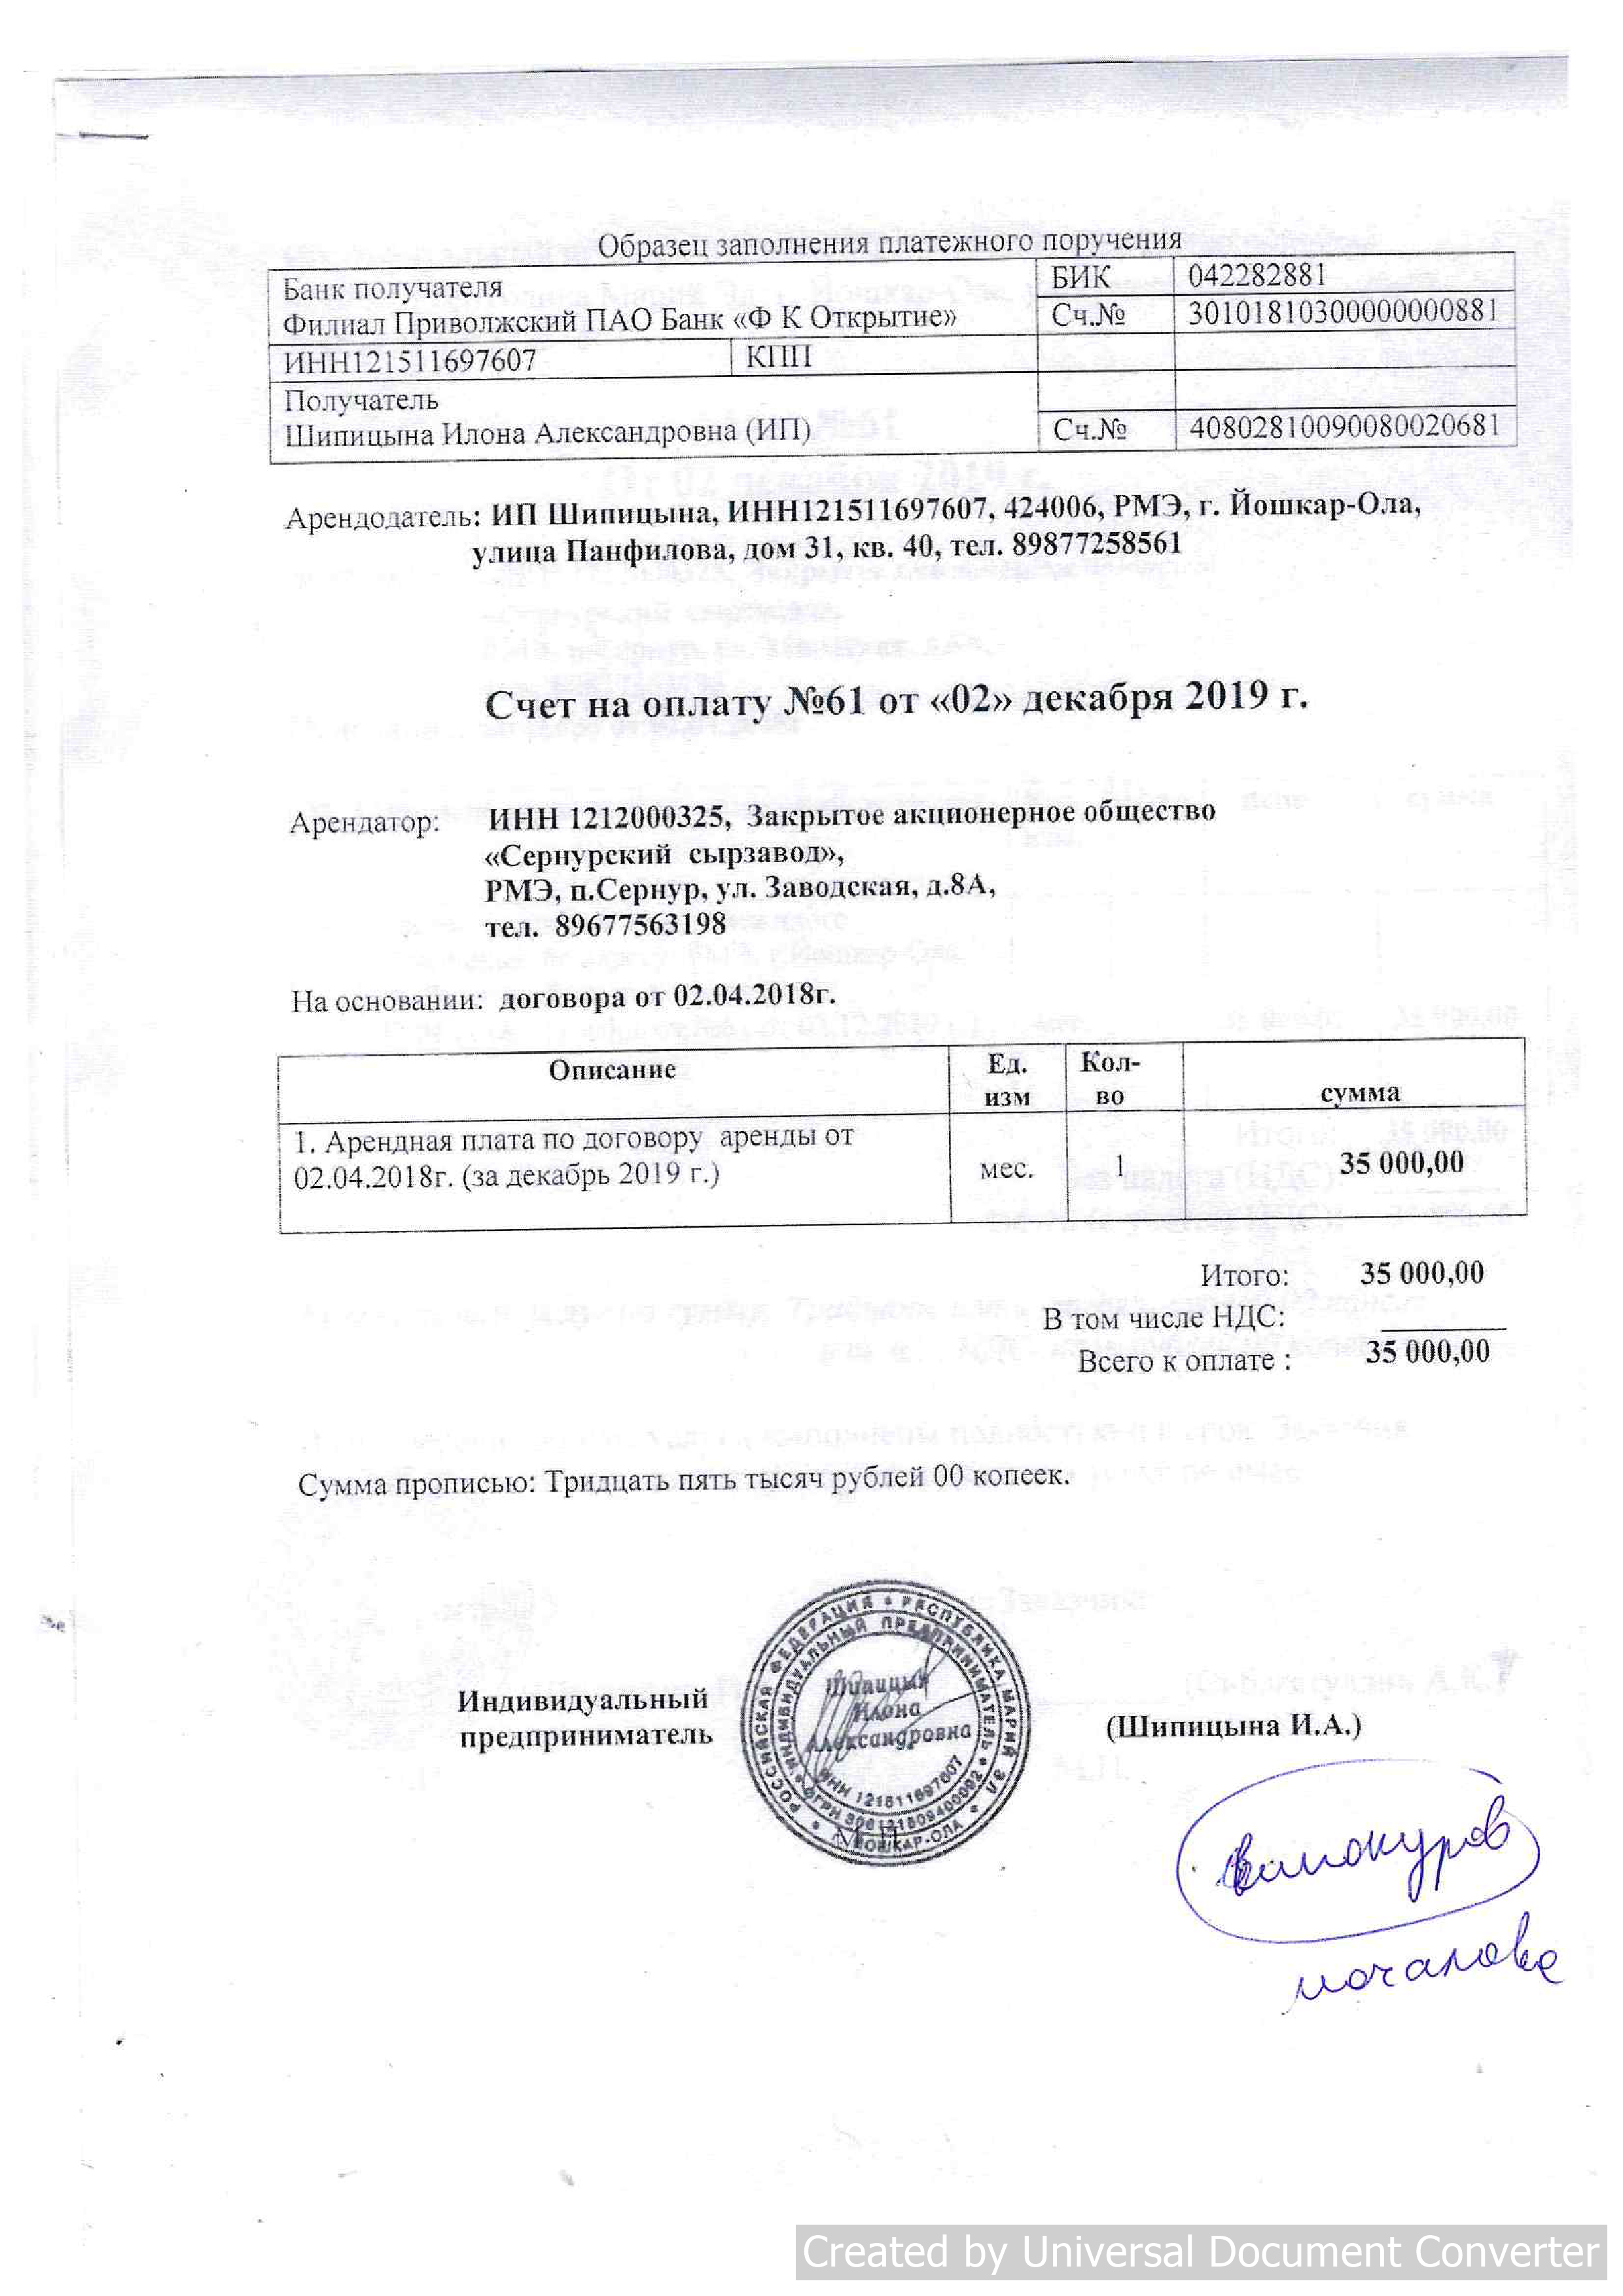 Образец заполнения платежного поручения
Банк получателя
Филиал Приволжский ПАО Банк «Ф К Открытие»
БИК 042282881
Сч.№ 30101810300000000881
ИНН121511697607 КПП
Получатель
Шипицына Илона Александровна (ИП)
Сч.№ 40802810090080020681
Арендодатель: ИП Шипицына, ИНН121511697607, 424006, РМЭ, г. Йошкар-Ола,
улица Панфилова, дом 31, кв. 40, тел. 89877258561
Счет на оплату №61 от «02» декабря 2019 г.
Арендатор: ИНН 1212000325, Закрытое акционерное общество
«Сернурский сырзавод»,
РМЭ, п.Сернур, ул. Заводская, д.8А,
тел. 89677563198
На основании: договора от 02.04.2018г.
Описание Ед. изм Кол-во сумма
1. Арендная плата по договору аренды от
02.04.2018г. (за декабрь 2019 г.) мес. 1 35 000,00
Итого: 35 000,00
В том числе НДС:
Всего к оплате : 35 000,00
Сумма прописью: Тридцать пять тысяч рублей 00 копеек.
Индивидуальный
предприниматель
(Шипицына И.А.)
РОССИЙСКАЯ ФЕДЕРАЦИЯ • РЕСПУБЛИКА МАРИЙ ЭЛ
ИНДИВИДУАЛЬНЫЙ ПРЕДПРИНИМАТЕЛЬ
Шипицына
Илона
Александровна
ИНН 121511697607
ЙОШКАР-ОЛА
М.П.
Винокуров
мочалова
Created by Universal Document Converter